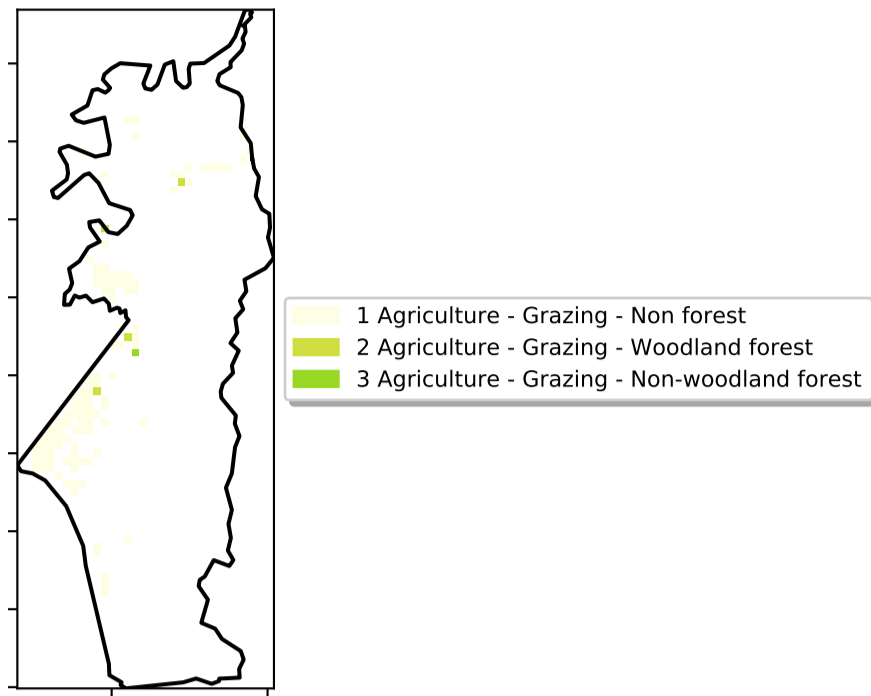 1 Agriculture - Grazing - Non forest
2 Agriculture - Grazing - Woodland forest
3 Agriculture - Grazing - Non-woodland forest